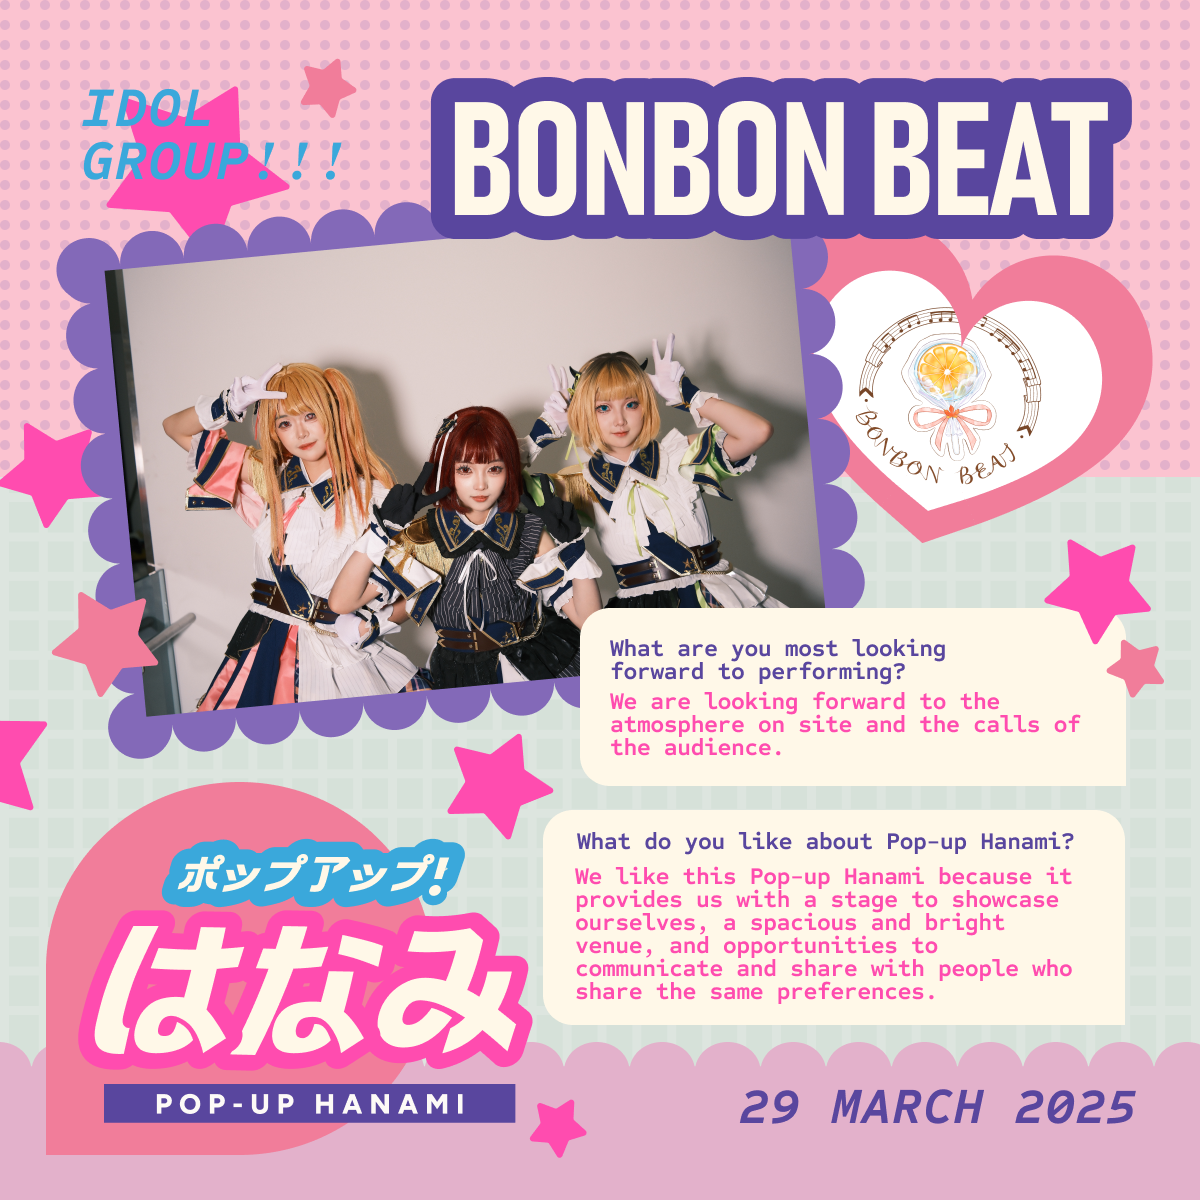 IDOL
GROUP!!!
BONBON BEAT
BONBON BEAT
What are you most looking
forward to performing?
We are looking forward to the
atmosphere on site and the calls of
the audience.
What do you like about Pop-up Hanami?
We like this Pop-up Hanami because it
provides us with a stage to showcase
ourselves, a spacious and bright
venue, and opportunities to
communicate and share with people who
share the same preferences.
ポップアップ!
はなみ
POP-UP HANAMI
29 MARCH 2025